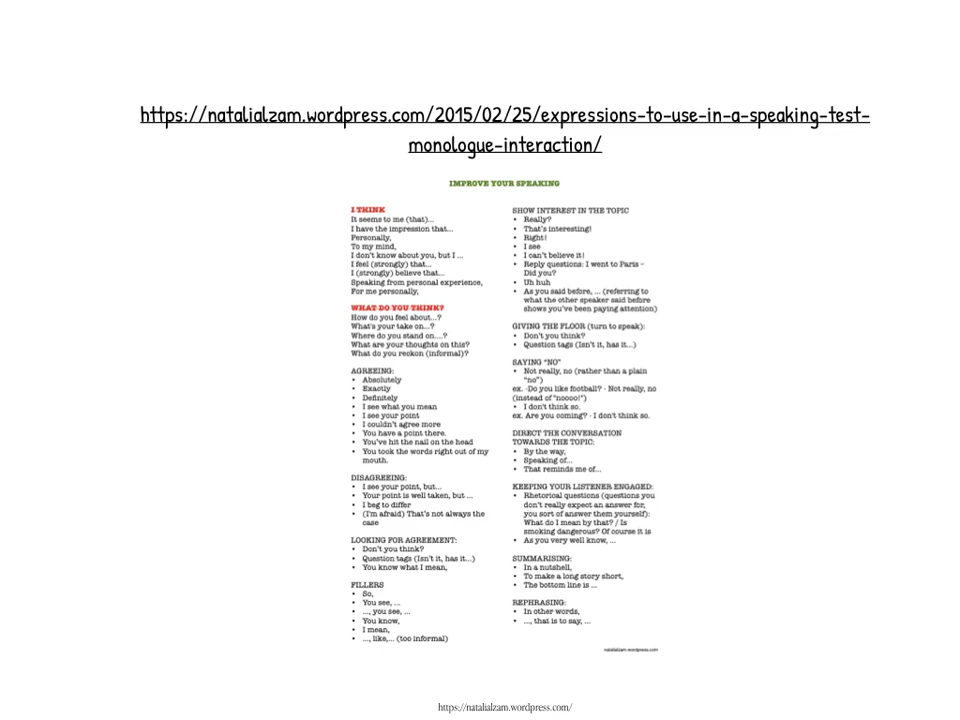 https://natalialzam.wordpress.com/2015/02/25/expressions-to-use-in-a-speaking-test-
monologue-interaction/
IMPROVE YOUR SPEAKING
I THINK
It seems to me (that)...
I have the impression that...
Personally,
To my mind,
I don't know about you, but I ...
I feel (strongly) that...
I (strongly) believe that...
Speaking from personal experience,
For me personally,
WHAT DO YOU THINK?
How do you feel about...?
What's your take on...?
Where do you stand on....?
What are your thoughts on this?
What do you reckon (informal)?
AGREEING:
• Absolutely
• Exactly
• Definitely
• I see what you mean
• I see your point
• I couldn't agree more
• You have a point there.
• You've hit the nail on the head
• You took the words right out of my
mouth.
DISAGREEING:
• I see your point, but...
• Your point is well taken, but ...
• I beg to differ
• (I'm afraid) That's not always the
case
LOOKING FOR AGREEMENT:
• Don't you think?
• Question tags (Isn't it, has it...)
• You know what I mean,
FILLERS
• So,
• You see, ...
• ..., you see, ...
• You know,
• I mean,
• ..., like,... (too informal)
SHOW INTEREST IN THE TOPIC
• Really?
• That's interesting!
• Right!
• I see
• I can't believe it!
• Reply questions: I went to Paris –
Did you?
• Uh huh
• As you said before, ... (referring to
what the other speaker said before
shows you've been paying attention)
GIVING THE FLOOR (turn to speak):
• Don't you think?
• Question tags (Isn't it, has it...)
SAYING "NO"
• Not really, no (rather than a plain
"no")
ex. -Do you like football? - Not really, no
(instead of "noooo!")
• I don't think so.
ex. Are you coming? - I don't think so.
DIRECT THE CONVERSATION
TOWARDS THE TOPIC:
• By the way,
• Speaking of...
• That reminds me of...
KEEPING YOUR LISTENER ENGAGED:
• Rhetorical questions (questions you
don't really expect an answer for,
you sort of answer them yourself):
What do I mean by that? / Is
smoking dangerous? Of course it is
• As you very well know, ...
SUMMARISING:
• In a nutshell,
• To make a long story short,
• The bottom line is ...
REPHRASING:
• In other words,
• ..., that is to say, ...
natalialzam.wordpress.com
https://natalialzam.wordpress.com/